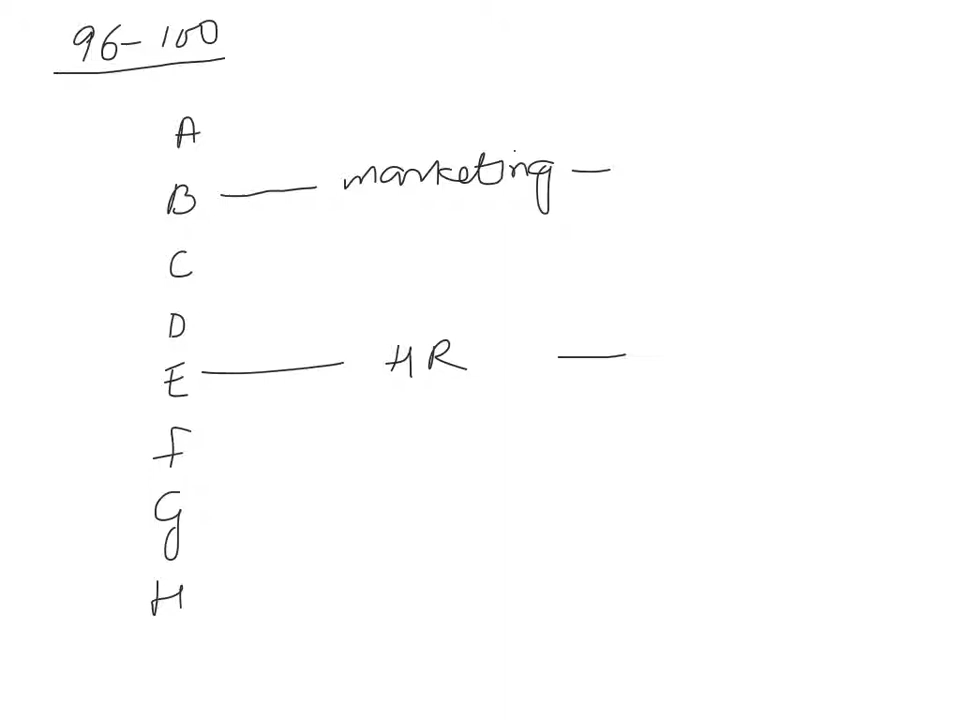 96-100
A
B — marketing —
C
D
E — HR —
F
G
H